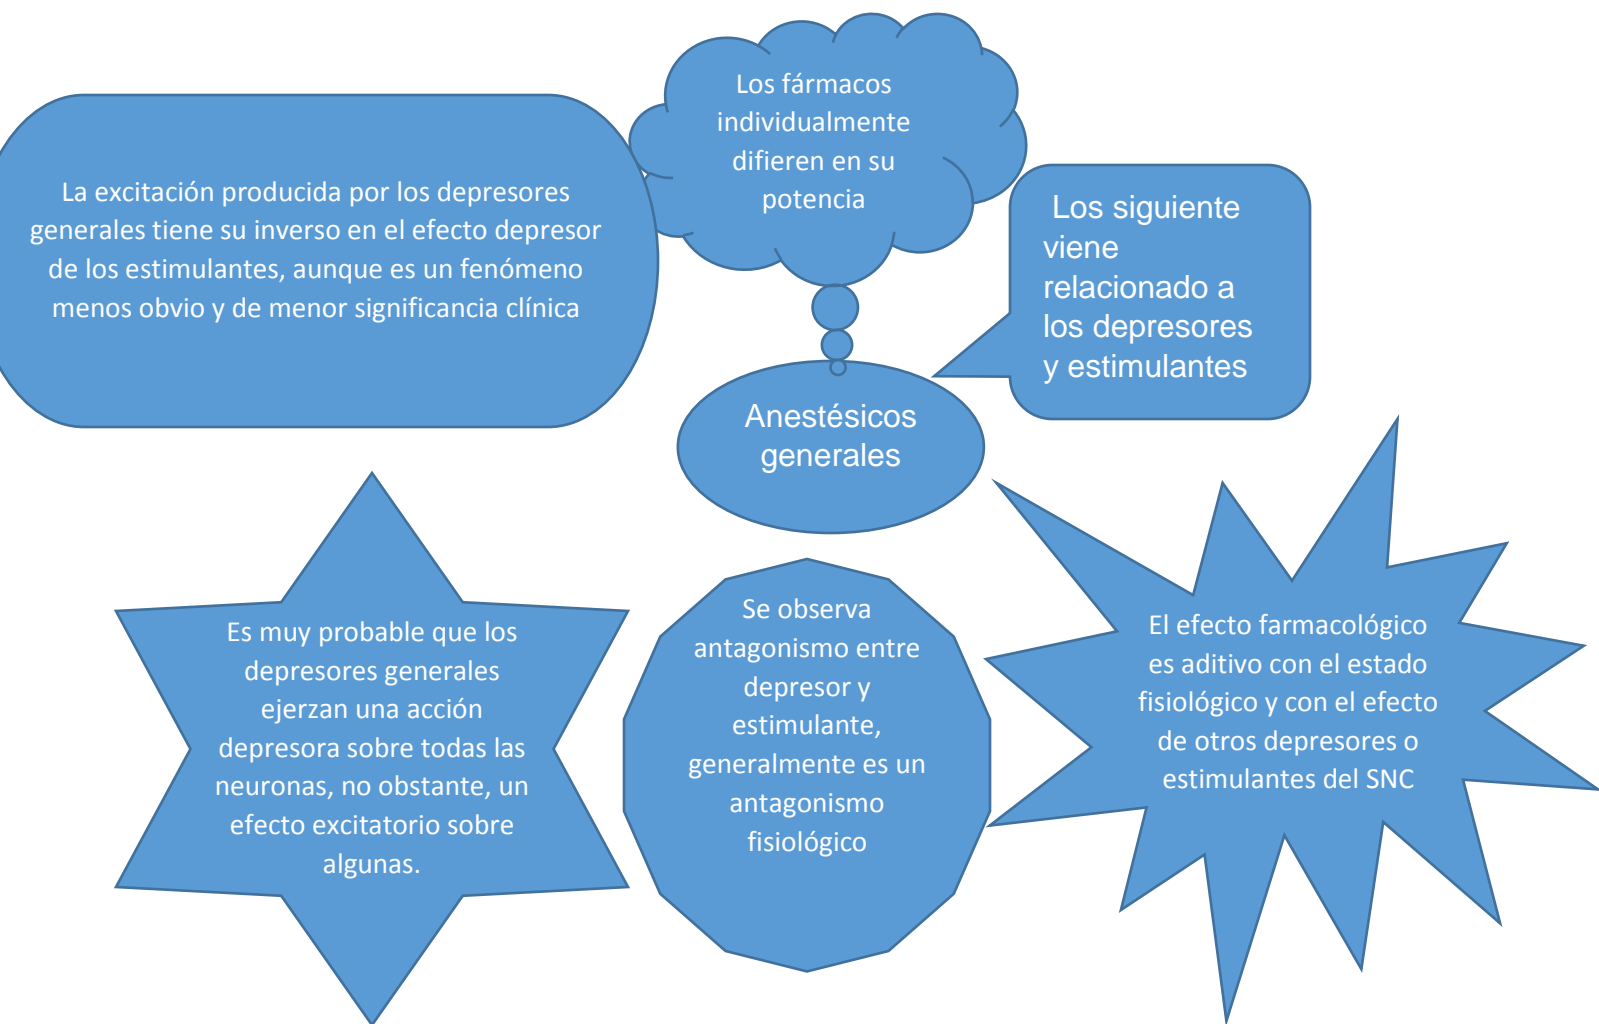 Los fármacos
individualmente
difieren en su
potencia
La excitación producida por los depresores
generales tiene su inverso en el efecto depresor
de los estimulantes, aunque es un fenómeno
menos obvio y de menor significancia clínica
Los siguiente
viene
relacionado a
los depresores
y estimulantes
Anestésicos
generales
Es muy probable que los
depresores generales
ejerzan una acción
depresora sobre todas las
neuronas, no obstante, un
efecto excitatorio sobre
algunas.
Se observa
antagonismo entre
depresor y
estimulante,
generalmente es un
antagonismo
fisiológico
El efecto farmacológico
es aditivo con el estado
fisiológico y con el efecto
de otros depresores o
estimulantes del SNC